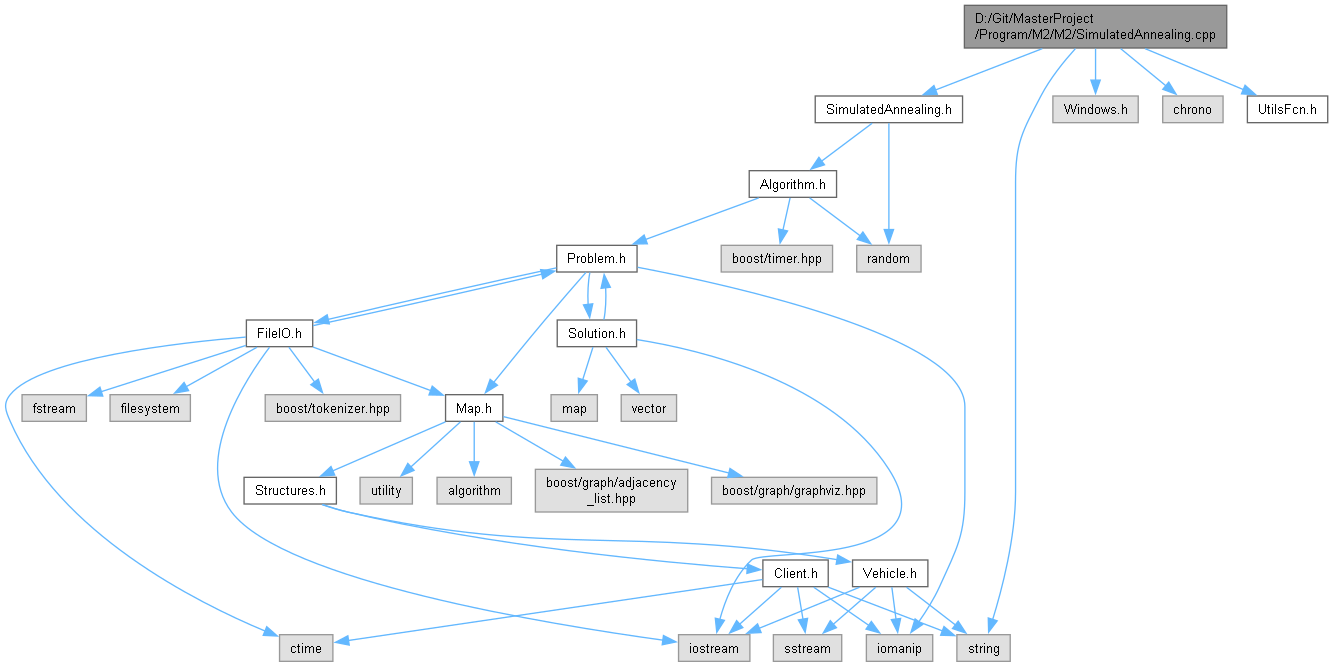 D:/Git/MasterProject
/Program/M2/M2/SimulatedAnnealing.cpp
SimulatedAnnealing.h
Windows.h
chrono
UtilsFcn.h
Algorithm.h
Problem.h
boost/timer.hpp
random
FileIO.h
Solution.h
fstream
filesystem
boost/tokenizer.hpp
Map.h
map
vector
Structures.h
utility
algorithm
boost/graph/adjacency
_list.hpp
boost/graph/graphviz.hpp
Client.h
Vehicle.h
ctime
iostream
sstream
iomanip
string